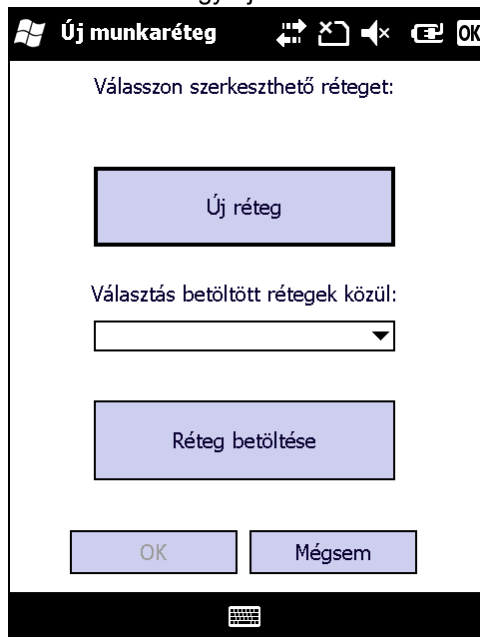 Új munkaréteg OK
Válasszon szerkeszthető réteget:
Új réteg
Választás betöltött rétegek közül:
Réteg betöltése
OK Mégsem